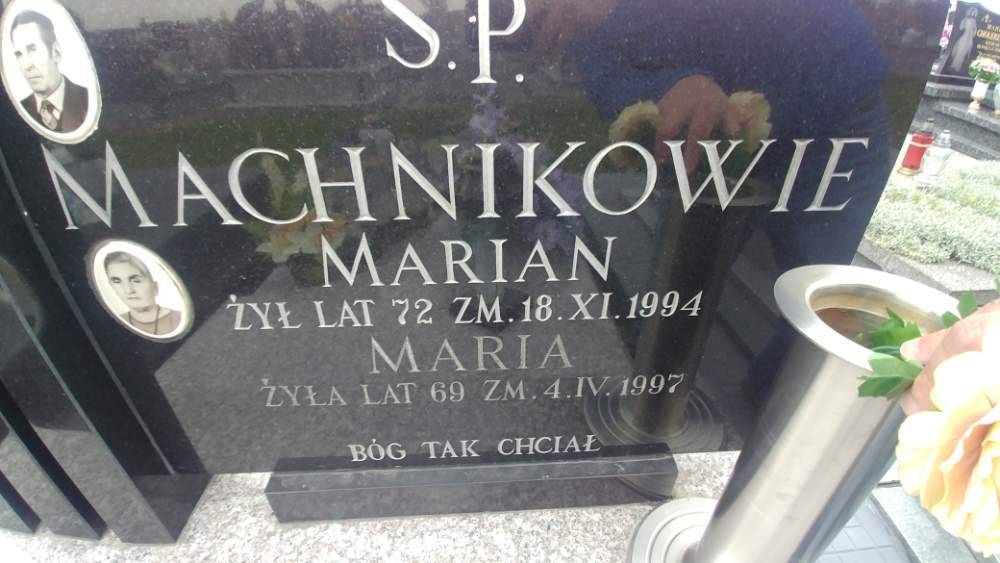 S.P.
MACHNIKOWIE
MARIAN
ŻYŁ LAT 72 ZM. 18. XI. 1994
MARIA
ŻYŁA LAT 69 ZM. 4. IV. 1997
BÓG TAK CHCIAŁ